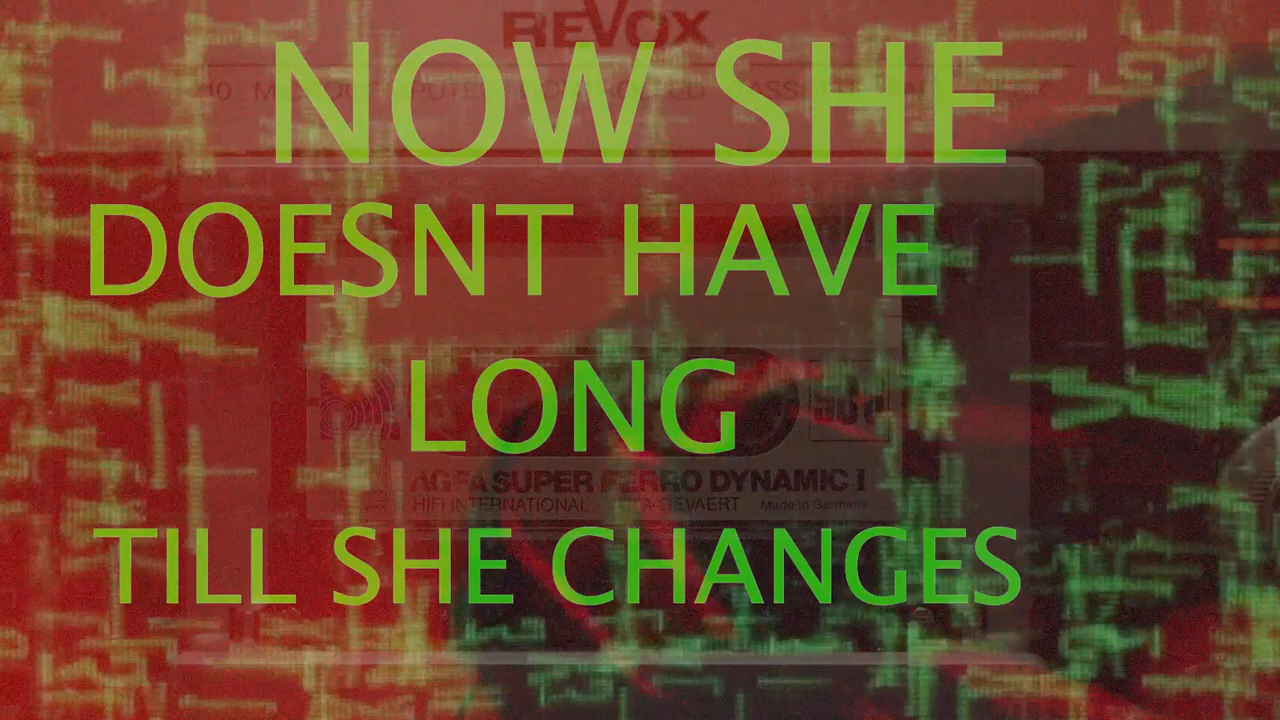 REVOX
NOW SHE
DOESNT HAVE
LONG
AGFA SUPER FERRO DYNAMIC I
HIFI INTERNATIONAL
Made in Germany
TILL SHE CHANGES